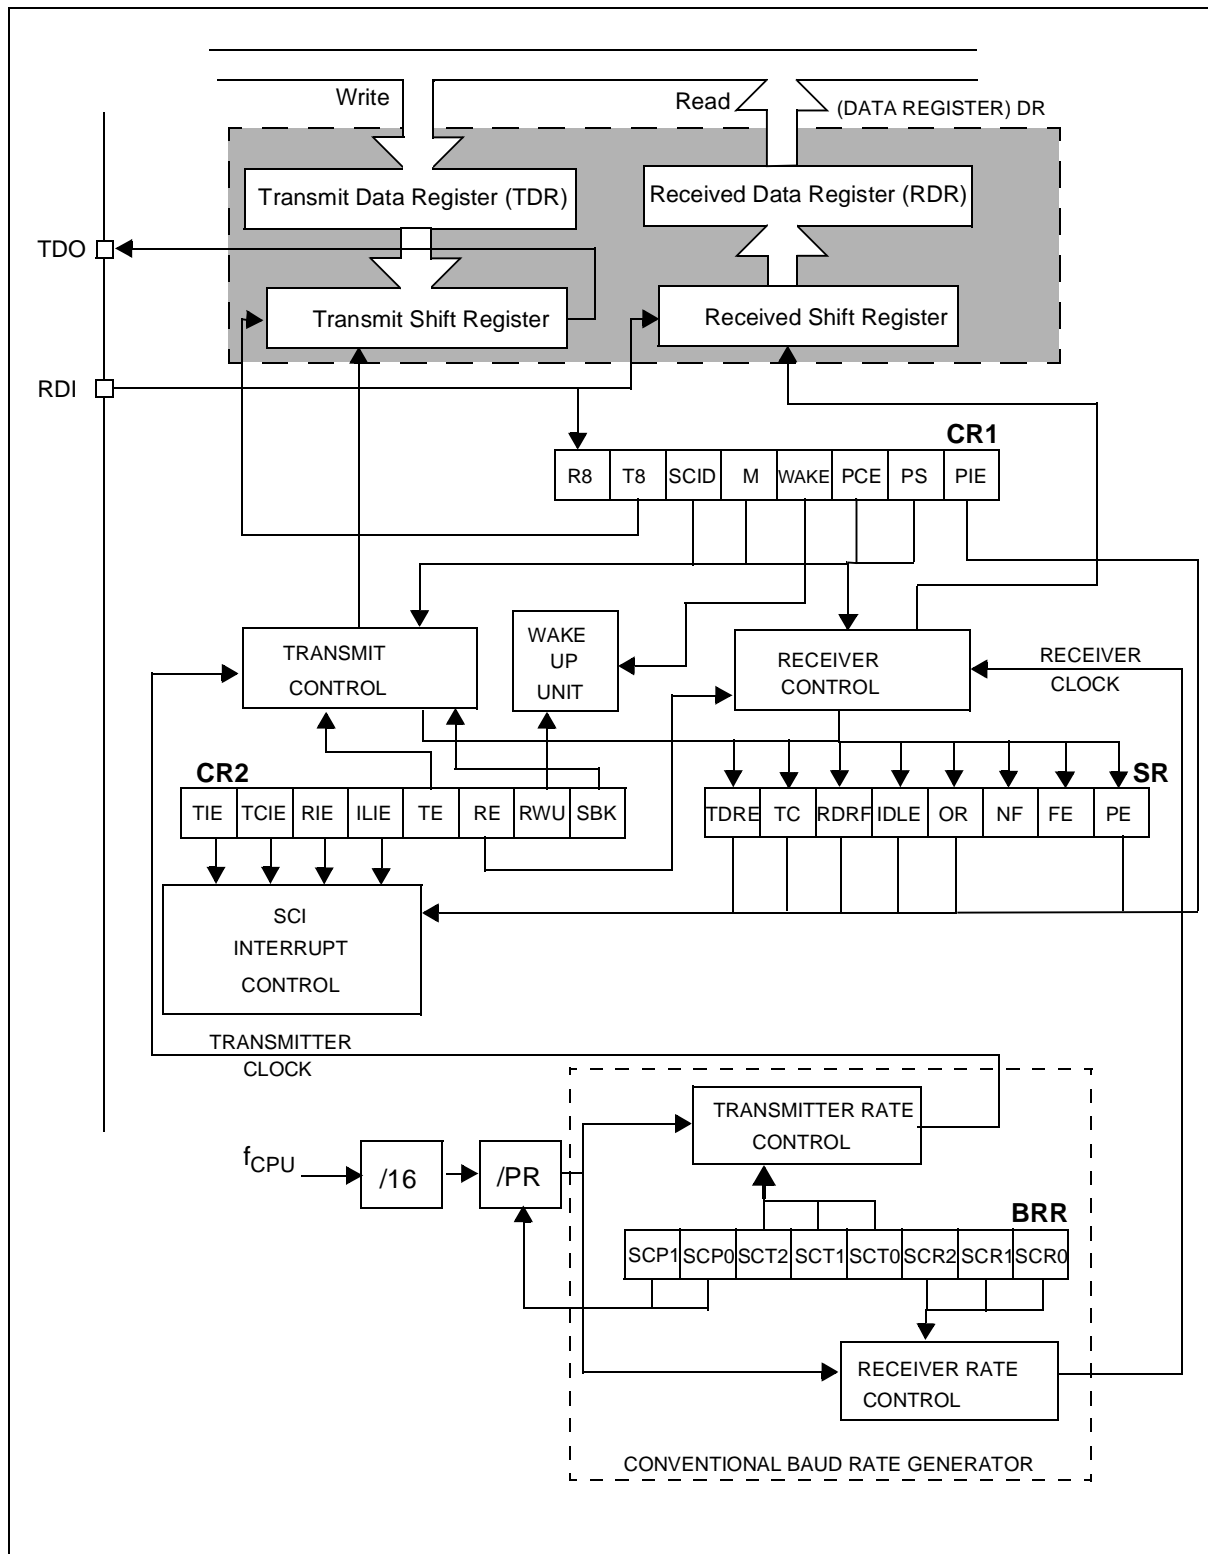 Write
Read
(DATA REGISTER) DR
Transmit Data Register (TDR)
Received Data Register (RDR)
TDO
Transmit Shift Register
Received Shift Register
RDI
CR1
R8 T8 SCID M WAKE PCE PS PIE
TRANSMIT
CONTROL
WAKE
UP
UNIT
RECEIVER
CONTROL
RECEIVER
CLOCK
CR2
SR
TIE TCIE RIE ILIE TE RE RWU SBK
TDRE TC RDRF IDLE OR NF FE PE
SCI
INTERRUPT
CONTROL
TRANSMITTER
CLOCK
TRANSMITTER RATE
CONTROL
fCPU
/16
/PR
BRR
SCP1 SCP0 SCT2 SCT1 SCT0 SCR2 SCR1 SCR0
RECEIVER RATE
CONTROL
CONVENTIONAL BAUD RATE GENERATOR